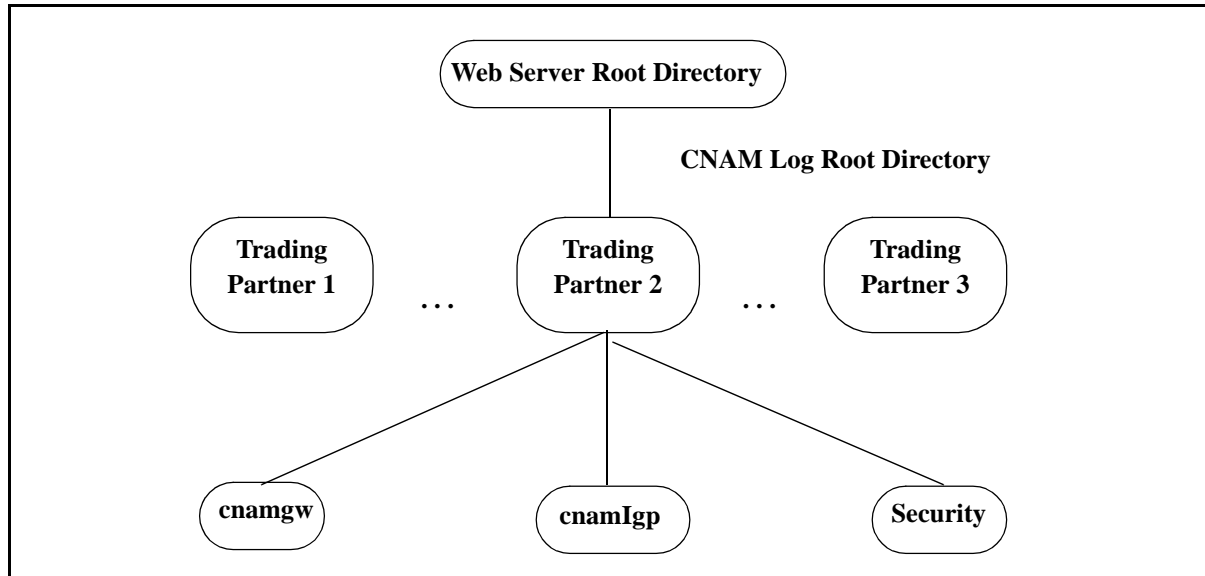 Web Server Root Directory
CNAM Log Root Directory
Trading
Partner 1
. . .
Trading
Partner 2
. . .
Trading
Partner 3
cnamgw
cnamIgp
Security